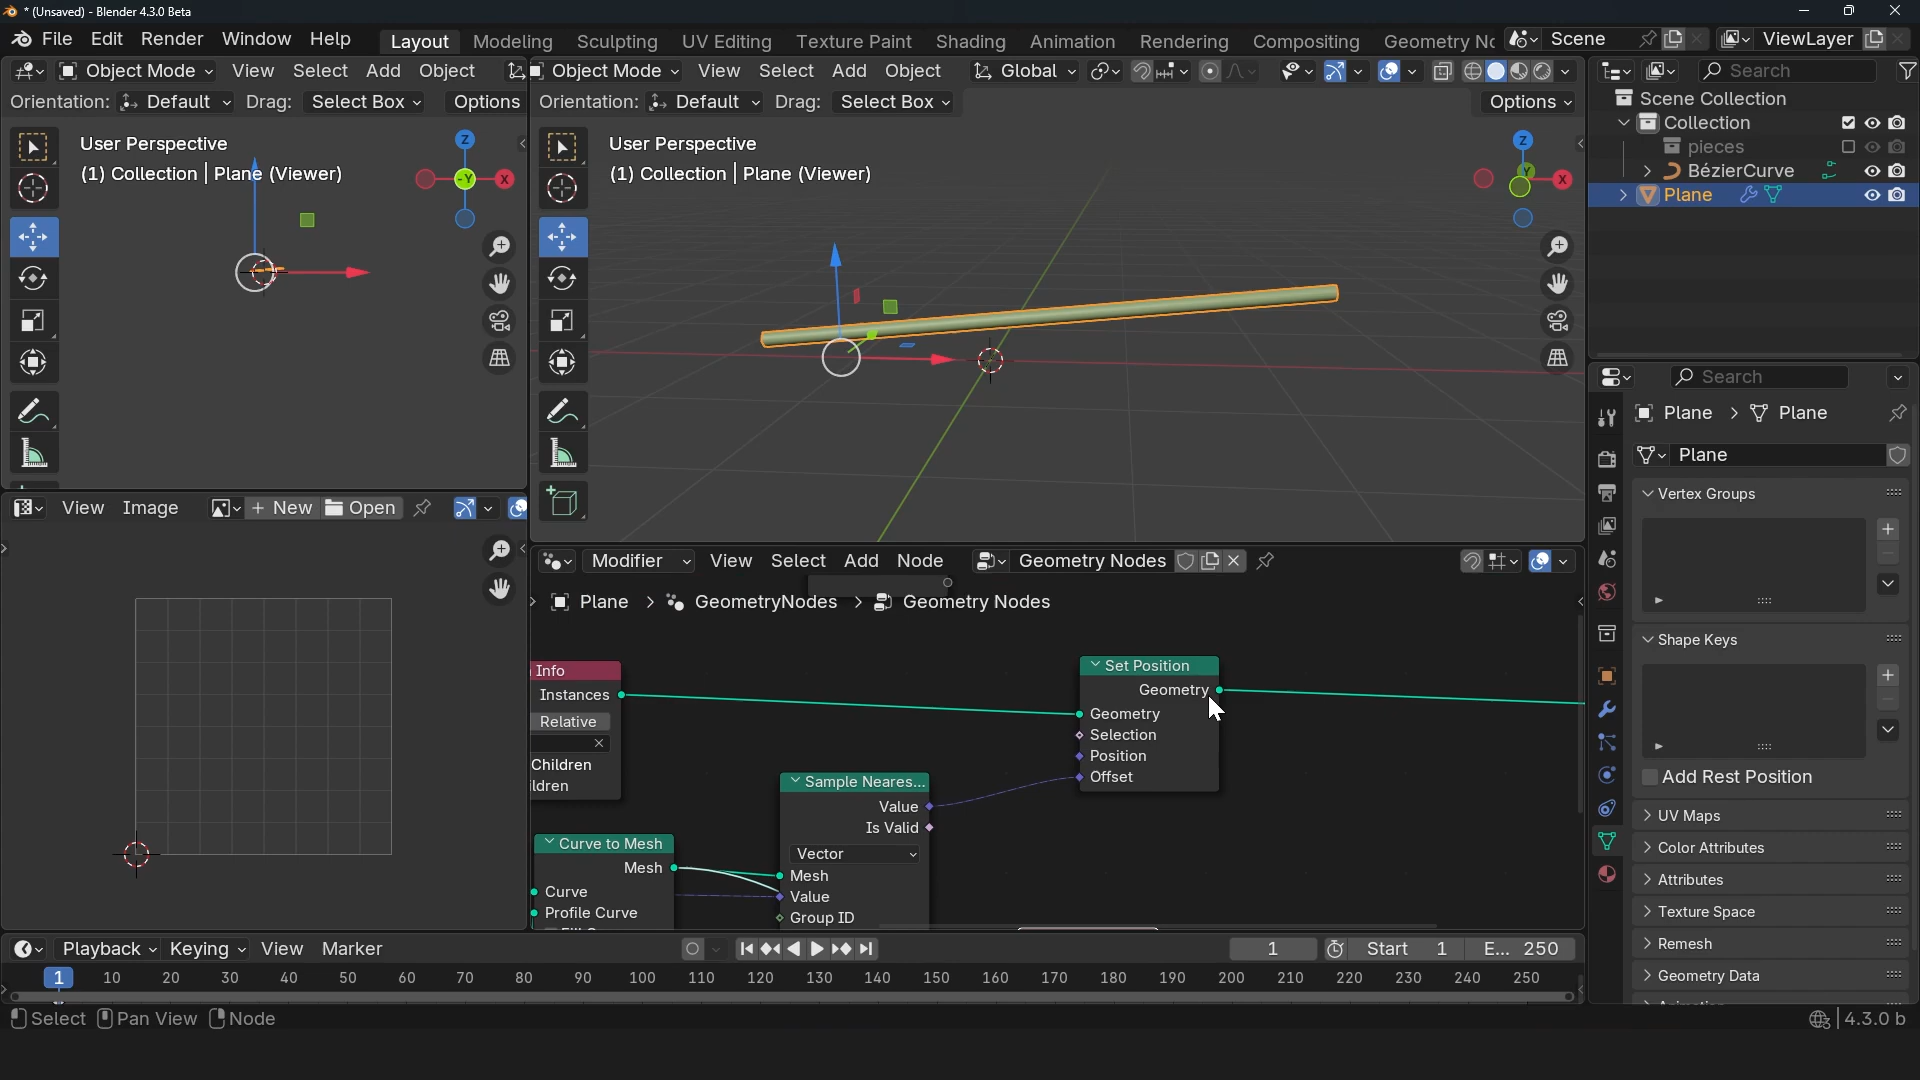 * (Unsaved) - Blender 4.3.0 Beta
File Edit Render Window Help Layout Modeling Sculpting UV Editing Texture Paint Shading Animation Rendering Compositing Geometry Nc Scene ViewLayer
Object Mode View Select Add Object
Orientation: Default Drag: Select Box Options
User Perspective
(1) Collection | Plane (Viewer)
Z
-Y
X
Object Mode View Select Add Object Global
Orientation: Default Drag: Select Box Options
User Perspective
(1) Collection | Plane (Viewer)
Z
Y
X
View Image New Open
Modifier View Select Add Node Geometry Nodes
Plane GeometryNodes Geometry Nodes
Info
Instances
Relative
Children
ldren
Set Position
Geometry
Geometry
Selection
Position
Offset
Sample Neares...
Value
Is Valid
Vector
Mesh
Value
Group ID
Curve to Mesh
Mesh
Curve
Profile Curve
Search
Scene Collection
Collection
pieces
BézierCurve
Plane
Search
Plane Plane
Plane
Vertex Groups
Shape Keys
Add Rest Position
UV Maps
Color Attributes
Attributes
Texture Space
Remesh
Geometry Data
Playback Keying View Marker 1 Start 1 E... 250
1 10 20 30 40 50 60 70 80 90 100 110 120 130 140 150 160 170 180 190 200 210 220 230 240 250
Select Pan View Node 4.3.0 b